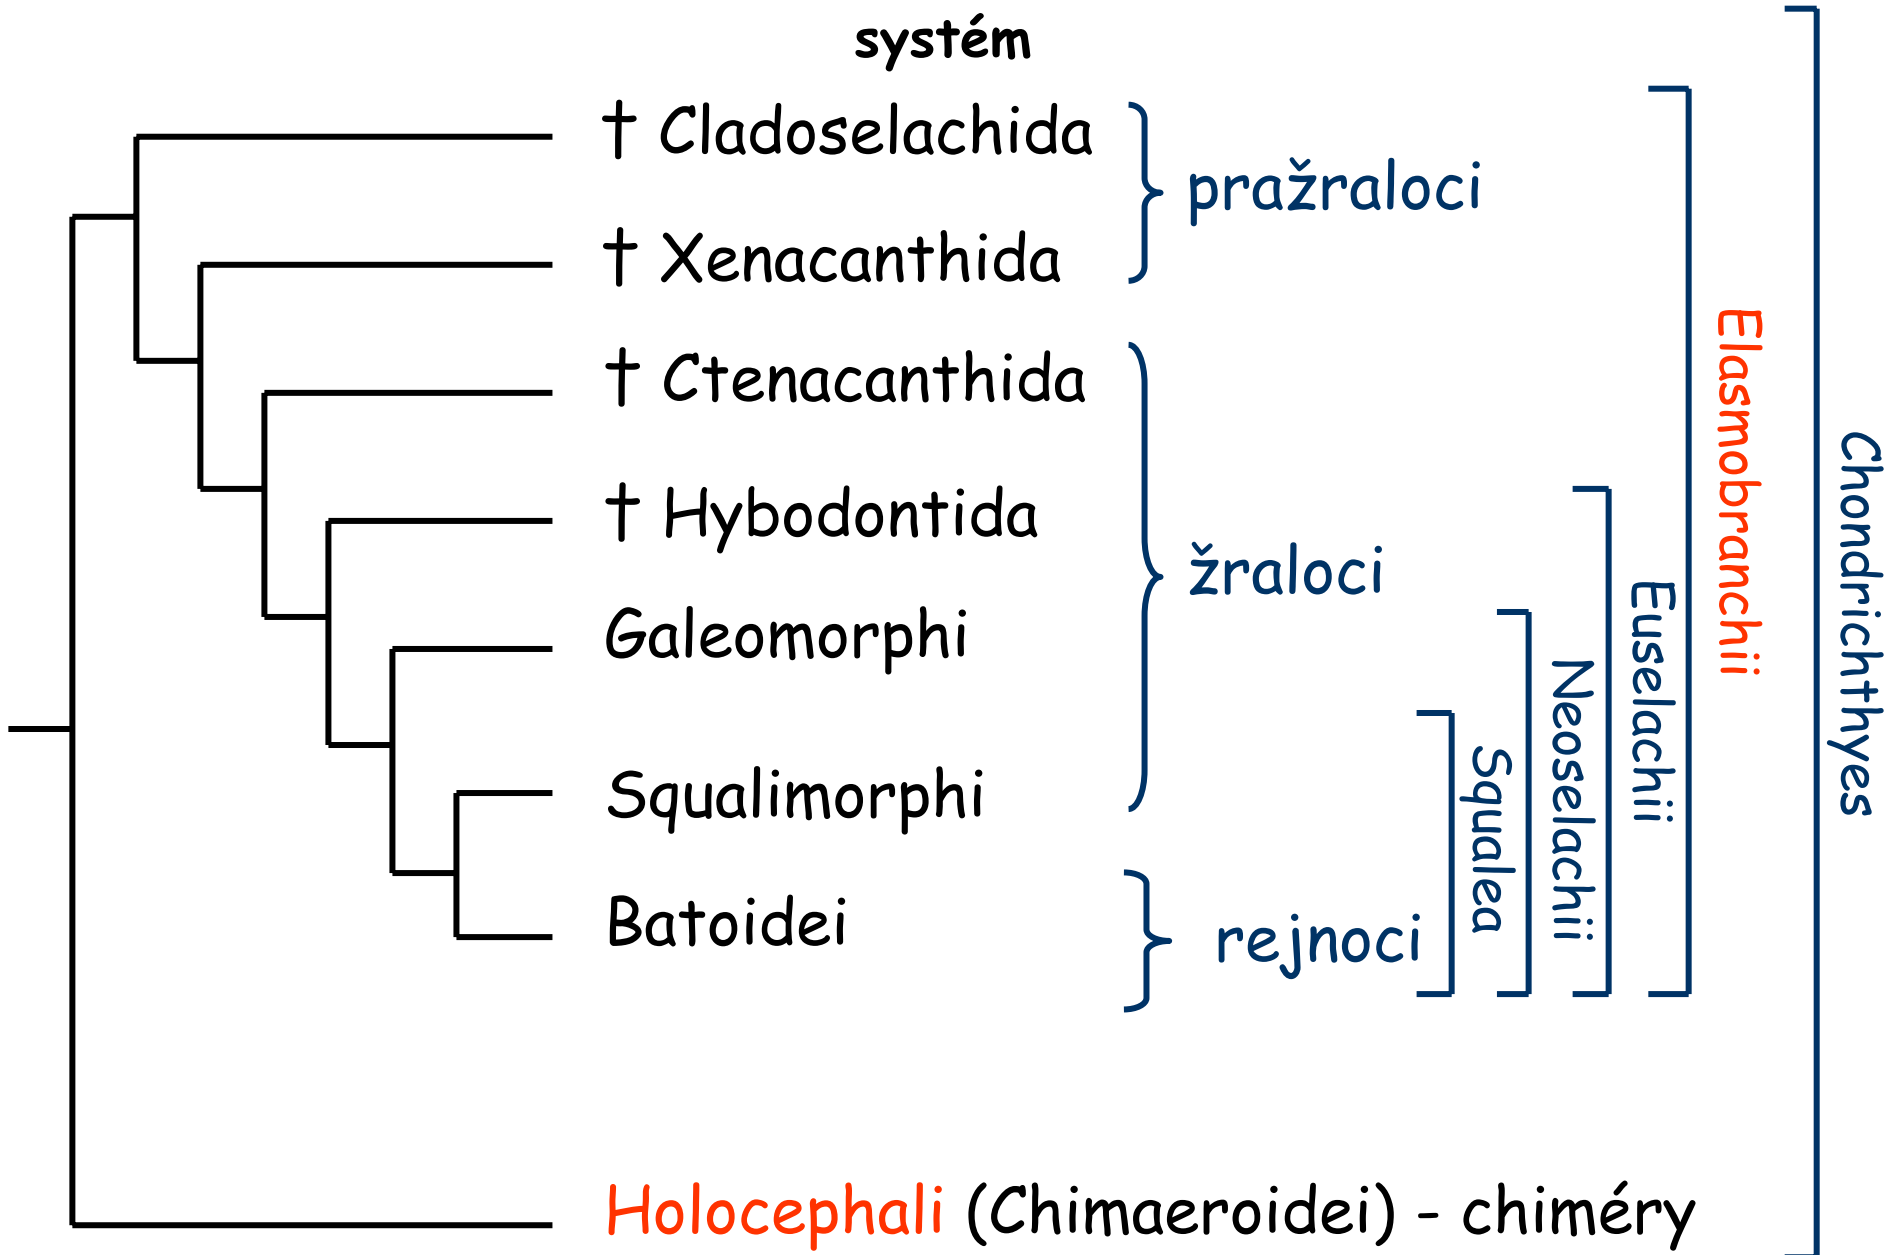 systém
† Cladoselachida
pražraloci
† Xenacanthida
† Ctenacanthida
† Hybodontida
žraloci
Galeomorphi
Squalimorphi
Batoidei
rejnoci
Squalea
Neoselachii
Euselachii
Elasmobranchii
Chondrichthyes
Holocephali (Chimaeroidei) - chiméry